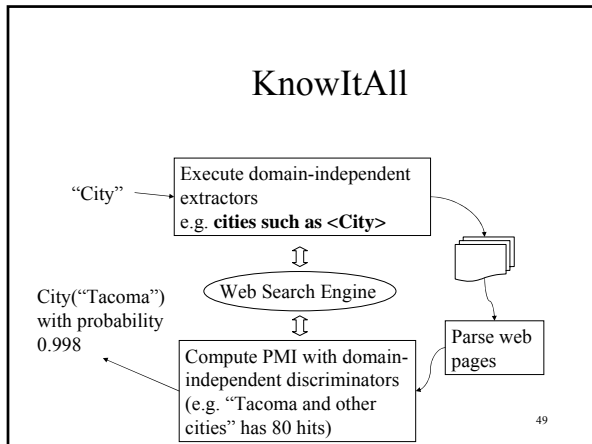 KnowItAll
“City”
Execute domain-independent
extractors
e.g. cities such as <City>
Web Search Engine
City(“Tacoma”)
with probability
0.998
Compute PMI with domain-
independent discriminators
(e.g. “Tacoma and other
cities” has 80 hits)
Parse web
pages
49